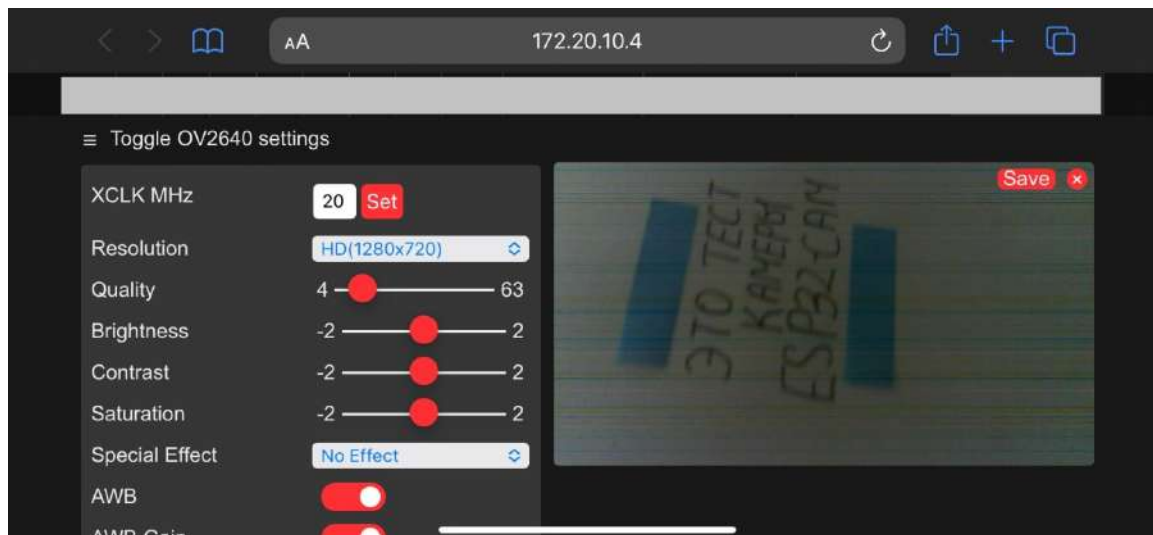 AA
172.20.10.4
≡ Toggle OV2640 settings
XCLK MHz 20 Set
Resolution HD(1280x720)
Quality 4 63
Brightness -2 2
Contrast -2 2
Saturation -2 2
Special Effect No Effect
AWB
AWB Gain
Save ×
ЭТО ТЕСТ
КАМЕРЫ
ESP32-CAM